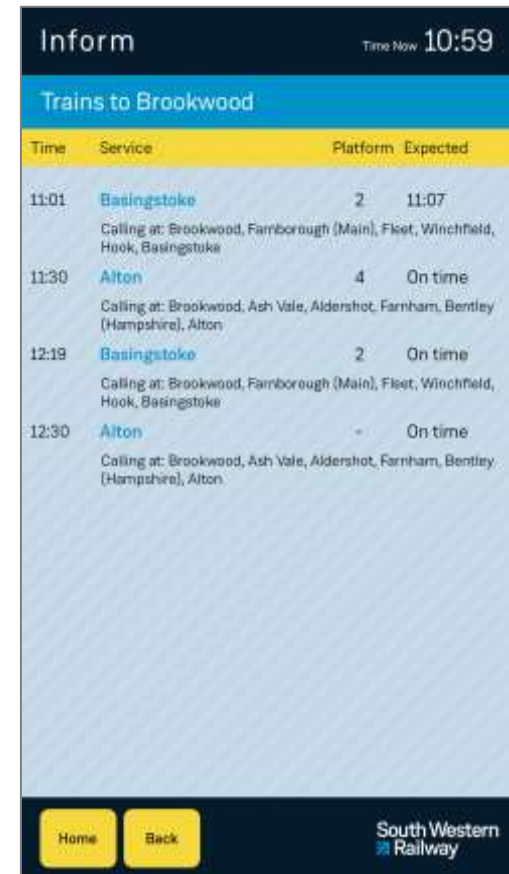 Inform Time Now 10:59
Trains to Brookwood
Time Service Platform Expected
11:01 Basingstoke 2 11:07
Calling at: Brookwood, Farnborough (Main), Fleet, Winchfield,
Hook, Basingstoke
11:30 Alton 4 On time
Calling at: Brookwood, Ash Vale, Aldershot, Farnham, Bentley
(Hampshire), Alton
12:19 Basingstoke 2 On time
Calling at: Brookwood, Farnborough (Main), Fleet, Winchfield,
Hook, Basingstoke
12:30 Alton - On time
Calling at: Brookwood, Ash Vale, Aldershot, Farnham, Bentley
(Hampshire), Alton
Home Back South Western
Railway